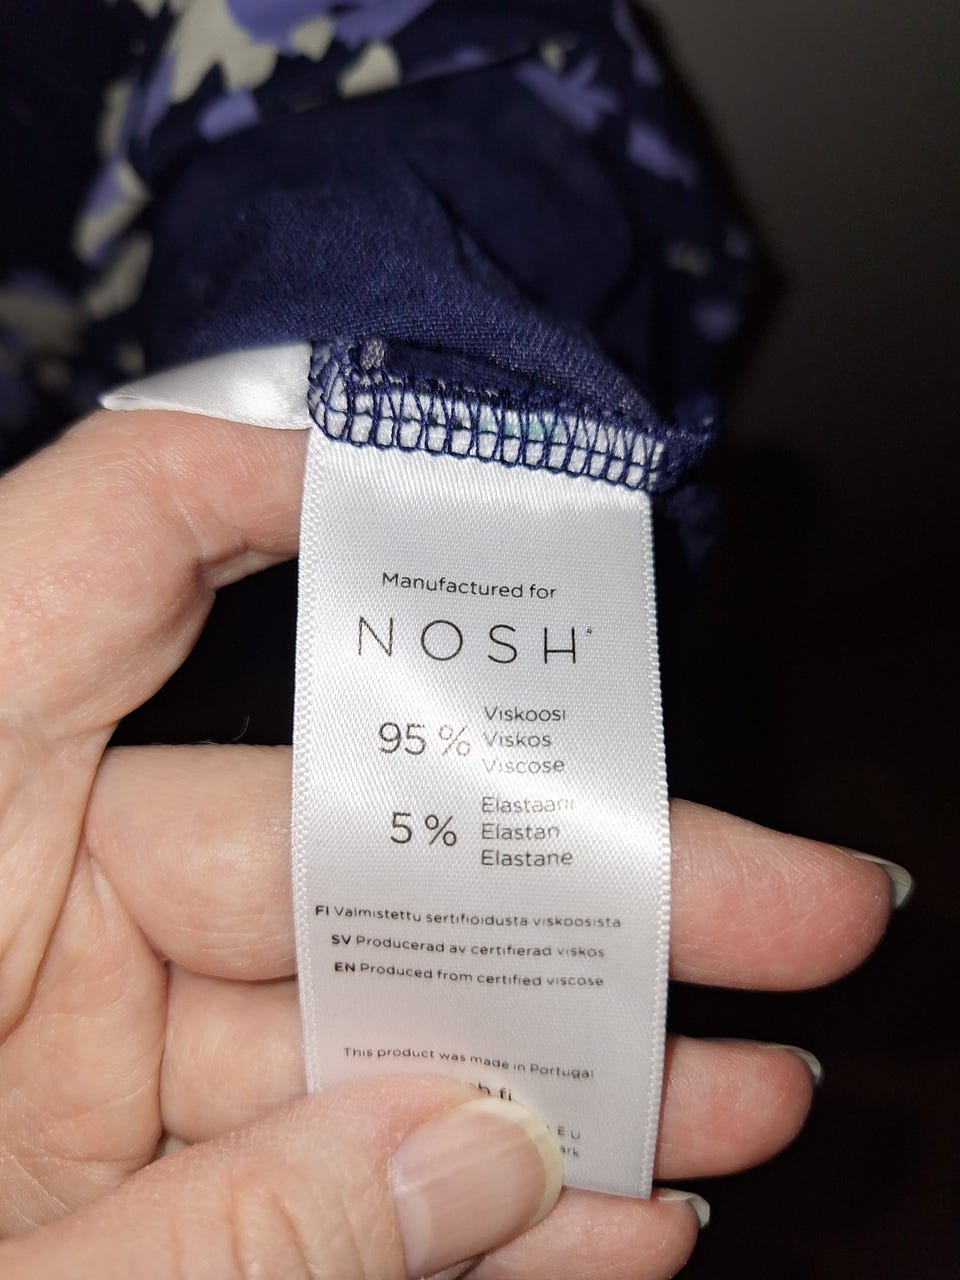 Manufactured for
NOSH®
95 % Viskoosi
Viskos
Viscose
5 % Elastaani
Elastan
Elastane
FI Valmistettu sertifioidusta viskoosista
SV Producerad av certifierad viskos
EN Produced from certified viscose
This product was made in Portugal